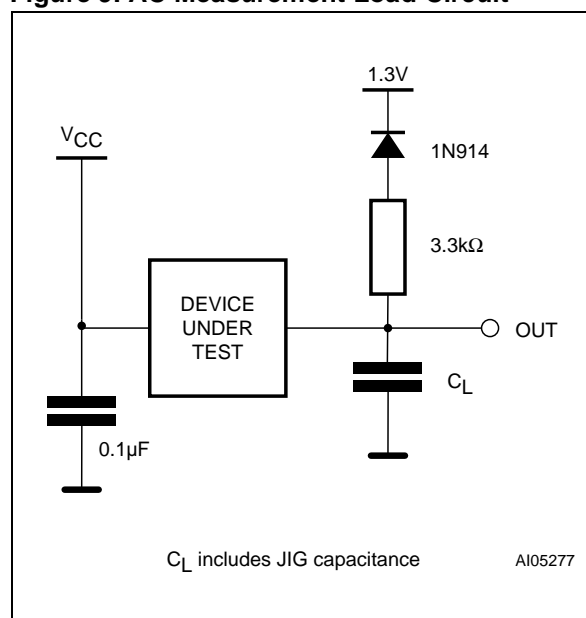 Figure AC Measurement Load Circuit
1.3V
VCC
1N914
3.3kΩ
DEVICE
UNDER
TEST
OUT
CL
0.1µF
CL includes JIG capacitance
AI05277